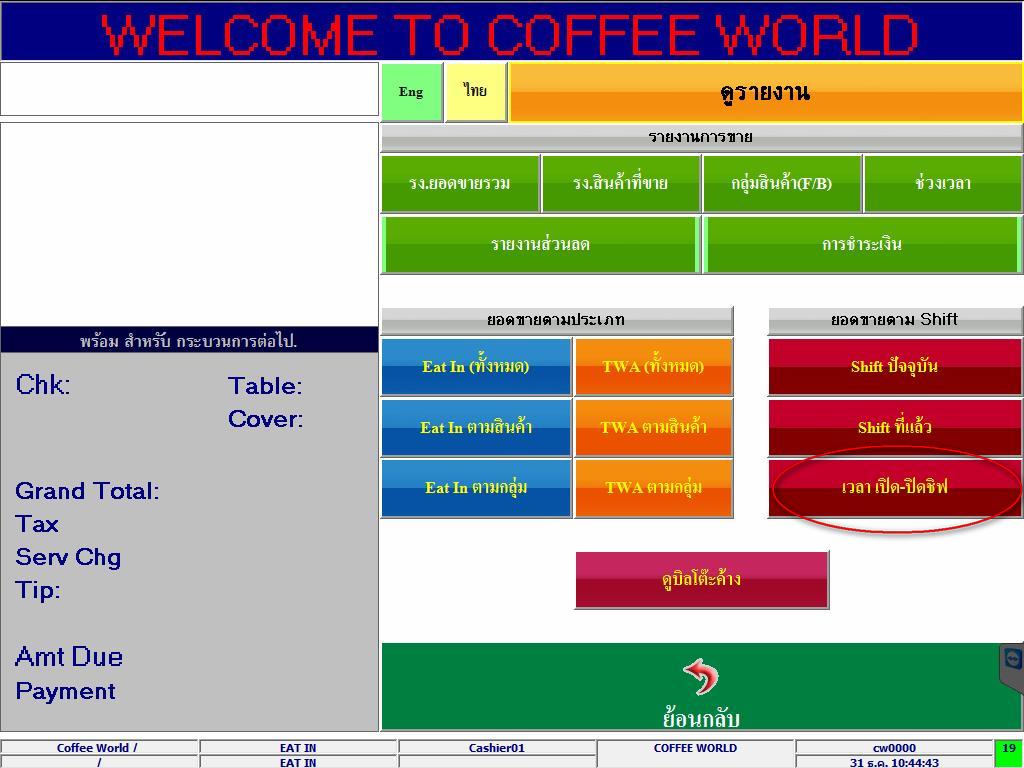 WELCOME TO COFFEE WORLD
Eng
ไทย
ดูรายงาน
รายงานการขาย
รง.ยอดขายรวม
รง.สินค้าที่ขาย
กลุ่มสินค้า(F/B)
ช่วงเวลา
รายงานส่วนลด
การชำระเงิน
ยอดขายตามประเภท
ยอดขายตาม Shift
พร้อม สำหรับ กระบวนการต่อไป.
Eat In (ทั้งหมด)
TWA (ทั้งหมด)
Shift ปัจจุบัน
Chk:
Table:
Cover:
Eat In ตามสินค้า
TWA ตามสินค้า
Shift ที่แล้ว
Eat In ตามกลุ่ม
TWA ตามกลุ่ม
เวลา เปิด-ปิดชิฟ
Grand Total:
Tax
Serv Chg
Tip:
ดูบิลโต๊ะค้าง
Amt Due
Payment
ย้อนกลับ
Coffee World /
EAT IN
Cashier01
COFFEE WORLD
cw0000
19
/
EAT IN
31 ธ.ค. 10:44:43